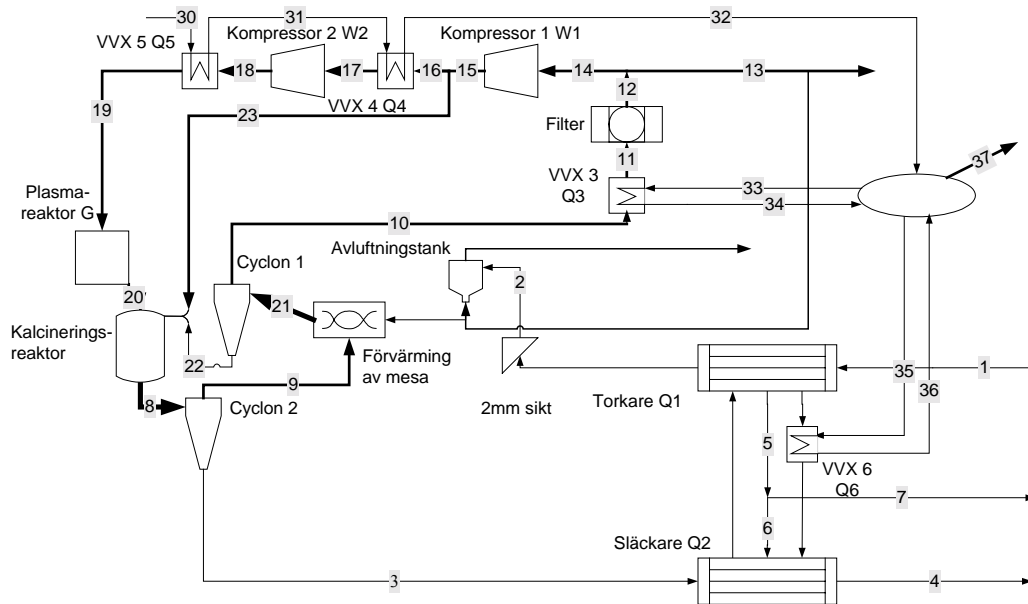 30
31
32
VVX 5 Q5
Kompressor 2 W2
Kompressor 1 W1
18
17
16
15
14
13
12
VVX 4 Q4
19
23
Filter
11
VVX 3
Q3
33
34
37
Plasma-
reaktor G
10
Avluftningstank
Cyclon 1
2
20
21
Kalcinerings-
reaktor
22
Förvärmning
av mesa
9
8
Cyclon 2
2mm sikt
Torkare Q1
1
35
36
5
VVX 6
Q6
7
6
Släckare Q2
3
4